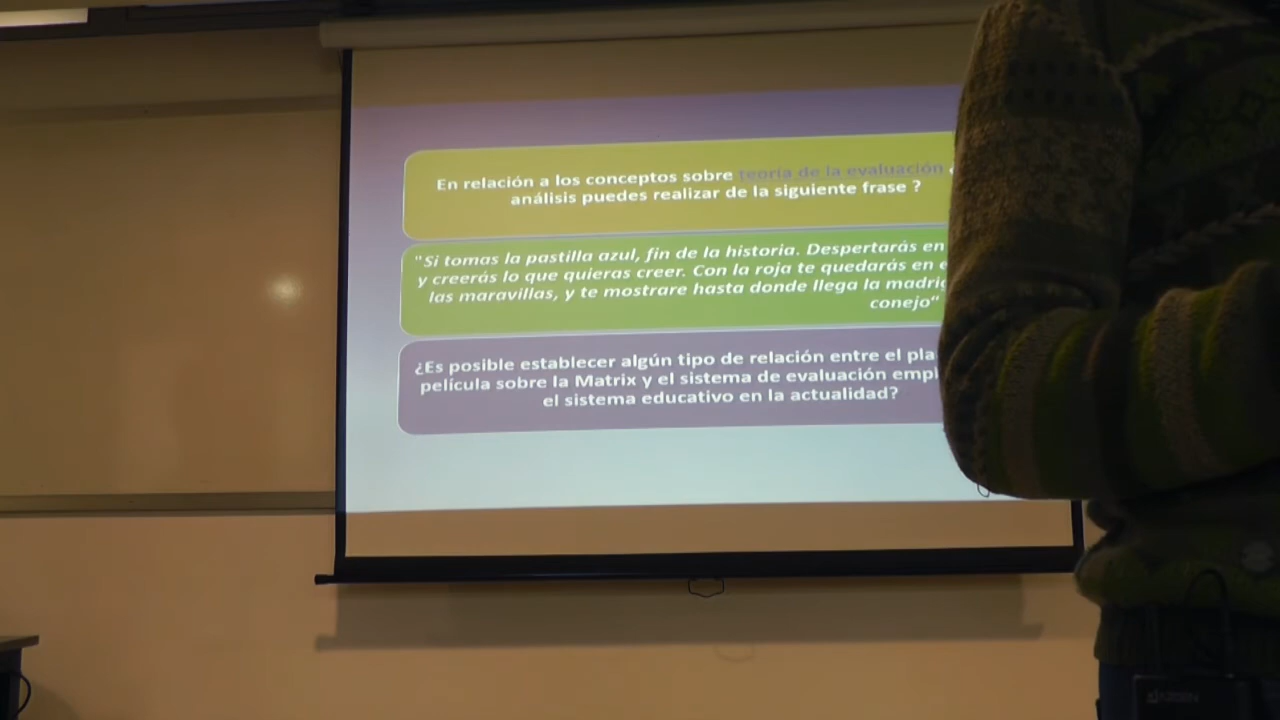 En relación a los conceptos sobre teoría de la evaluación
análisis puedes realizar de la siguiente frase ?
"Si tomas la pastilla azul, fin de la historia. Despertarás en
y creerás lo que quieras creer. Con la roja te quedarás en
las maravillas, y te mostrare hasta donde llega la
conejo"
¿Es posible establecer algún tipo de relación entre el
película sobre la Matrix y el sistema de evaluación
el sistema educativo en la actualidad?